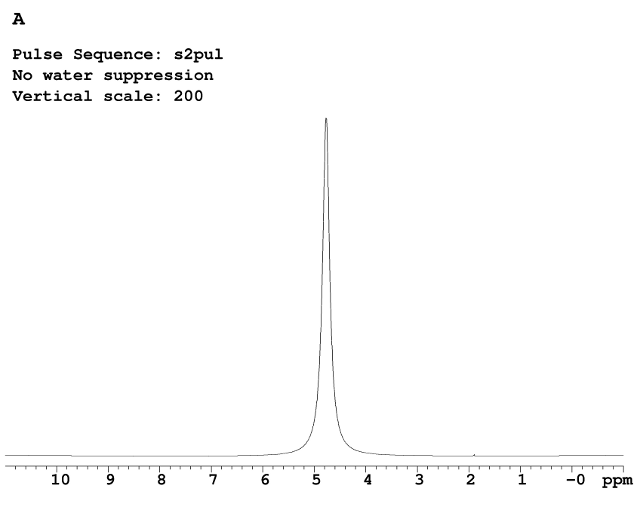 A
Pulse Sequence: s2pul
No water suppression
Vertical scale: 200
10 9 8 7 6 5 4 3 2 1 -0 ppm